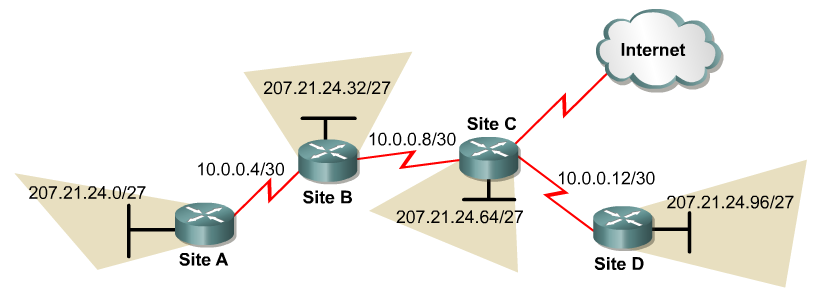 Internet
207.21.24.32/27
Site C
10.0.0.8/30
10.0.0.4/30
10.0.0.12/30
207.21.24.0/27
Site B
207.21.24.96/27
207.21.24.64/27
Site A
Site D